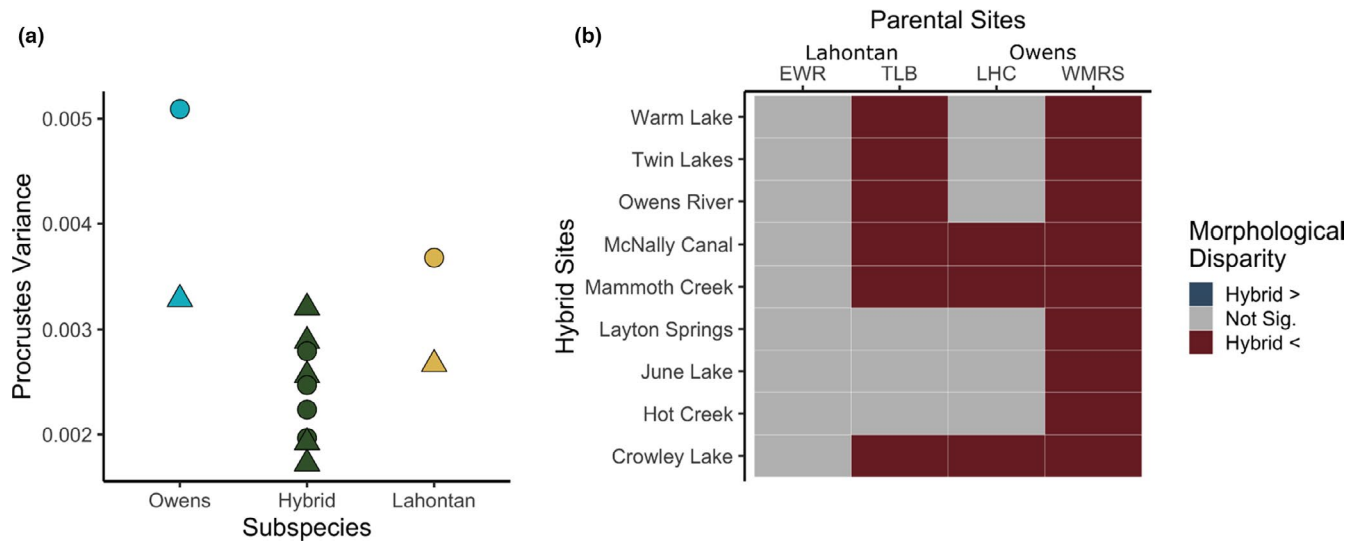 (a)
Procrustes Variance
0.005
0.004
0.003
0.002
Owens
Hybrid
Lahontan
Subspecies
(b)
Parental Sites
Lahontan
Owens
EWR
TLB
LHC
WMRS
Hybrid Sites
Warm Lake
Twin Lakes
Owens River
McNally Canal
Mammoth Creek
Layton Springs
June Lake
Hot Creek
Crowley Lake
Morphological
Disparity
Hybrid >
Not Sig.
Hybrid <